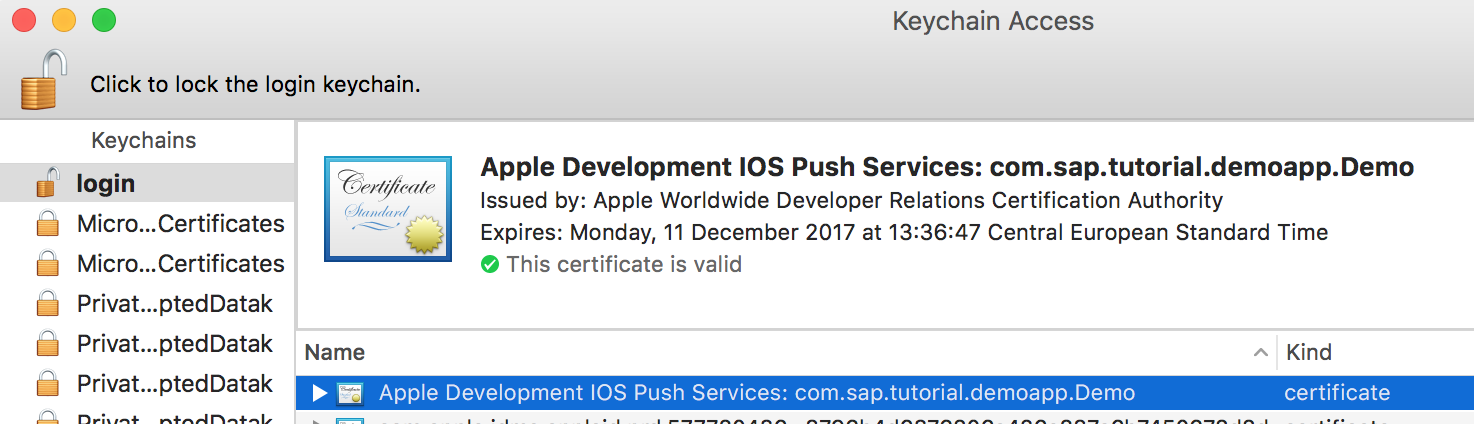 Keychain Access
Click to lock the login keychain.
Keychains
login
Micro...Certificates
Micro...Certificates
Privat...ptedDatak
Privat...ptedDatak
Privat...ptedDatak
Certificate
Standard
Apple Development IOS Push Services: com.sap.tutorial.demoapp.Demo
Issued by: Apple Worldwide Developer Relations Certification Authority
Expires: Monday, 11 December 2017 at 13:36:47 Central European Standard Time
This certificate is valid
Name Kind
Apple Development IOS Push Services: com.sap.tutorial.demoapp.Demo certificate